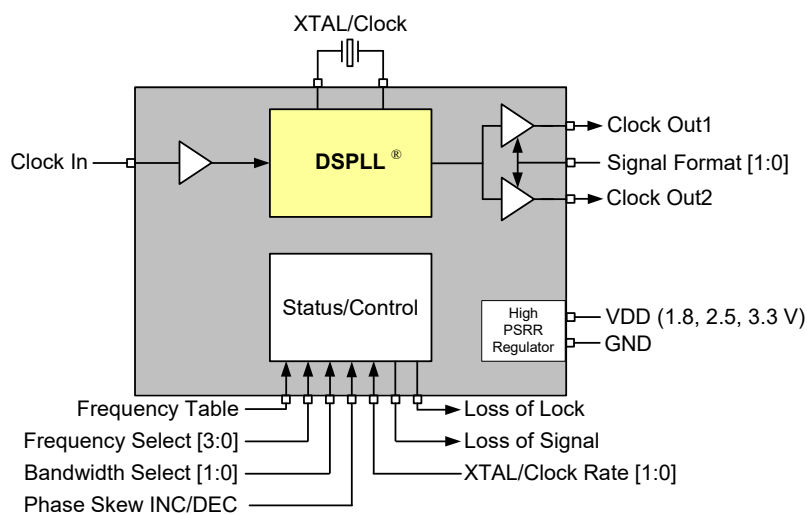 XTAL/Clock
Clock In
DSPLL ®
Clock Out1
Signal Format [1:0]
Clock Out2
Status/Control
High
PSRR
Regulator
VDD (1.8, 2.5, 3.3 V)
GND
Frequency Table
Loss of Lock
Frequency Select [3:0]
Loss of Signal
Bandwidth Select [1:0]
XTAL/Clock Rate [1:0]
Phase Skew INC/DEC